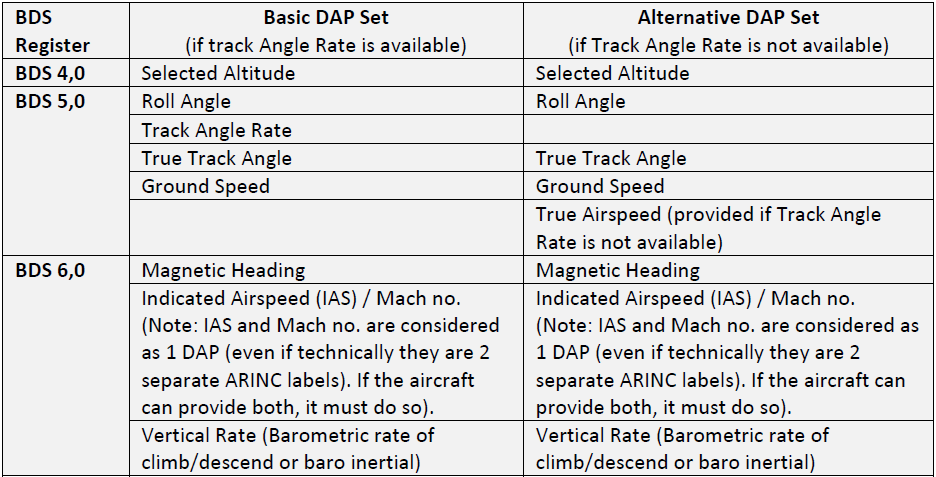 BDS Register
Basic DAP Set
(if track Angle Rate is available)
Alternative DAP Set
(if Track Angle Rate is not available)
BDS 4,0
Selected Altitude
Selected Altitude
BDS 5,0
Roll Angle
Roll Angle
Track Angle Rate
True Track Angle
True Track Angle
Ground Speed
Ground Speed
True Airspeed (provided if Track Angle
Rate is not available)
BDS 6,0
Magnetic Heading
Magnetic Heading
Indicated Airspeed (IAS) / Mach no.
(Note: IAS and Mach no. are considered
as 1 DAP (even if technically they are 2
separate ARINC labels). If the aircraft
can provide both, it must do so).
Indicated Airspeed (IAS) / Mach no.
(Note: IAS and Mach no. are considered as
1 DAP (even if technically they are 2
separate ARINC labels). If the aircraft can
provide both, it must do so).
Vertical Rate (Barometric rate of
climb/descend or baro inertial)
Vertical Rate (Barometric rate of
climb/descend or baro inertial)